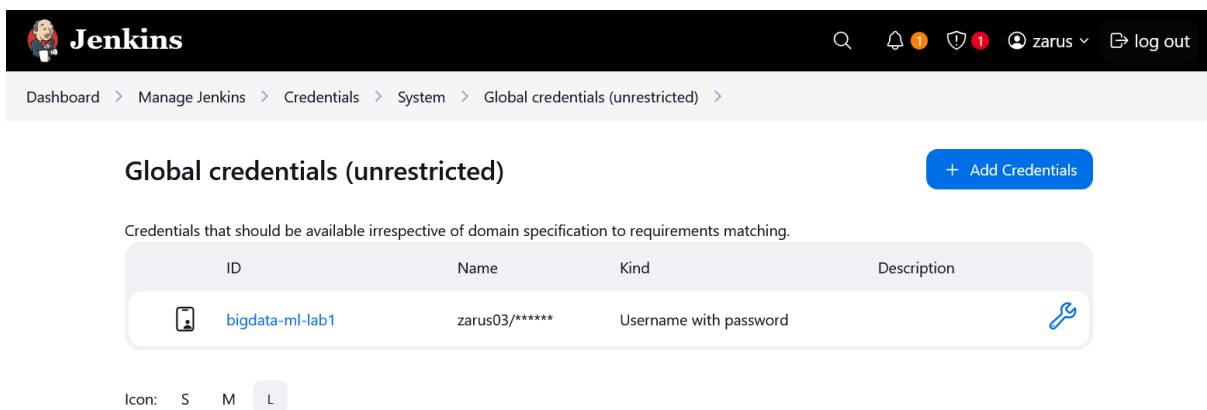 Jenkins 1 1 zarus log out
Dashboard > Manage Jenkins > Credentials > System > Global credentials (unrestricted) >
Global credentials (unrestricted) + Add Credentials
Credentials that should be available irrespective of domain specification to requirements matching.
ID Name Kind Description
bigdata-ml-lab1 zarus03/****** Username with password
Icon: S M L